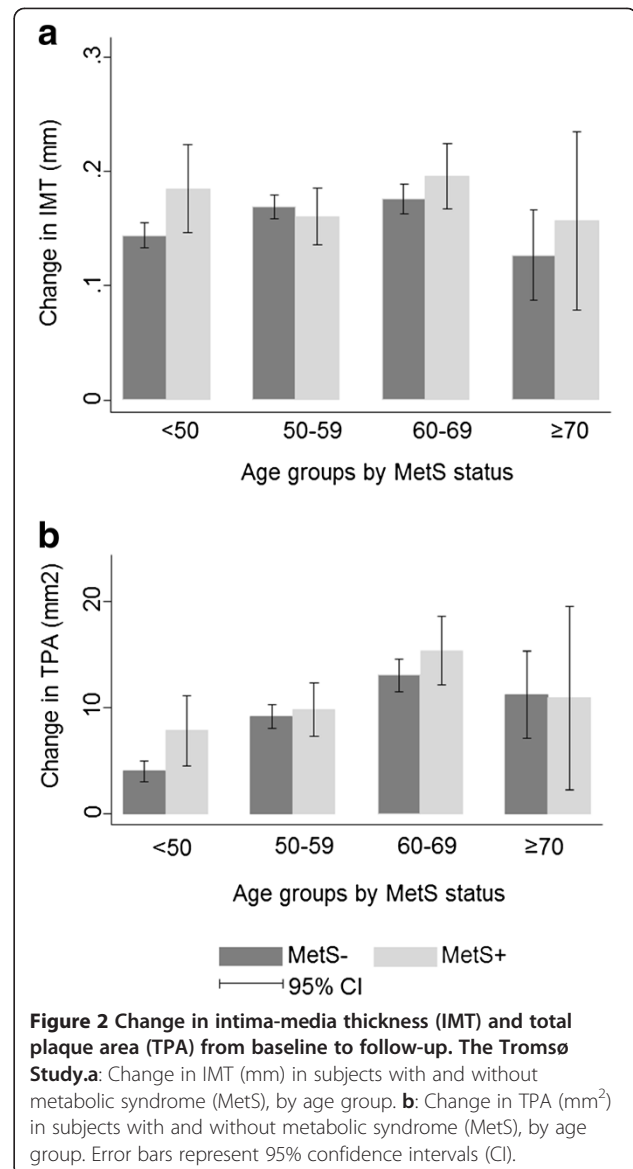 a
Change in IMT (mm)
.3
.2
.1
0
<50 50-59 60-69 ≥70
Age groups by MetS status
b
Change in TPA (mm2)
20
10
0
<50 50-59 60-69 ≥70
Age groups by MetS status
MetS- MetS+
95% CI
Figure 2 Change in intima-media thickness (IMT) and total
plaque area (TPA) from baseline to follow-up. The Tromsø
Study.a: Change in IMT (mm) in subjects with and without
metabolic syndrome (MetS), by age group. b: Change in TPA (mm²)
in subjects with and without metabolic syndrome (MetS), by age
group. Error bars represent 95% confidence intervals (CI).